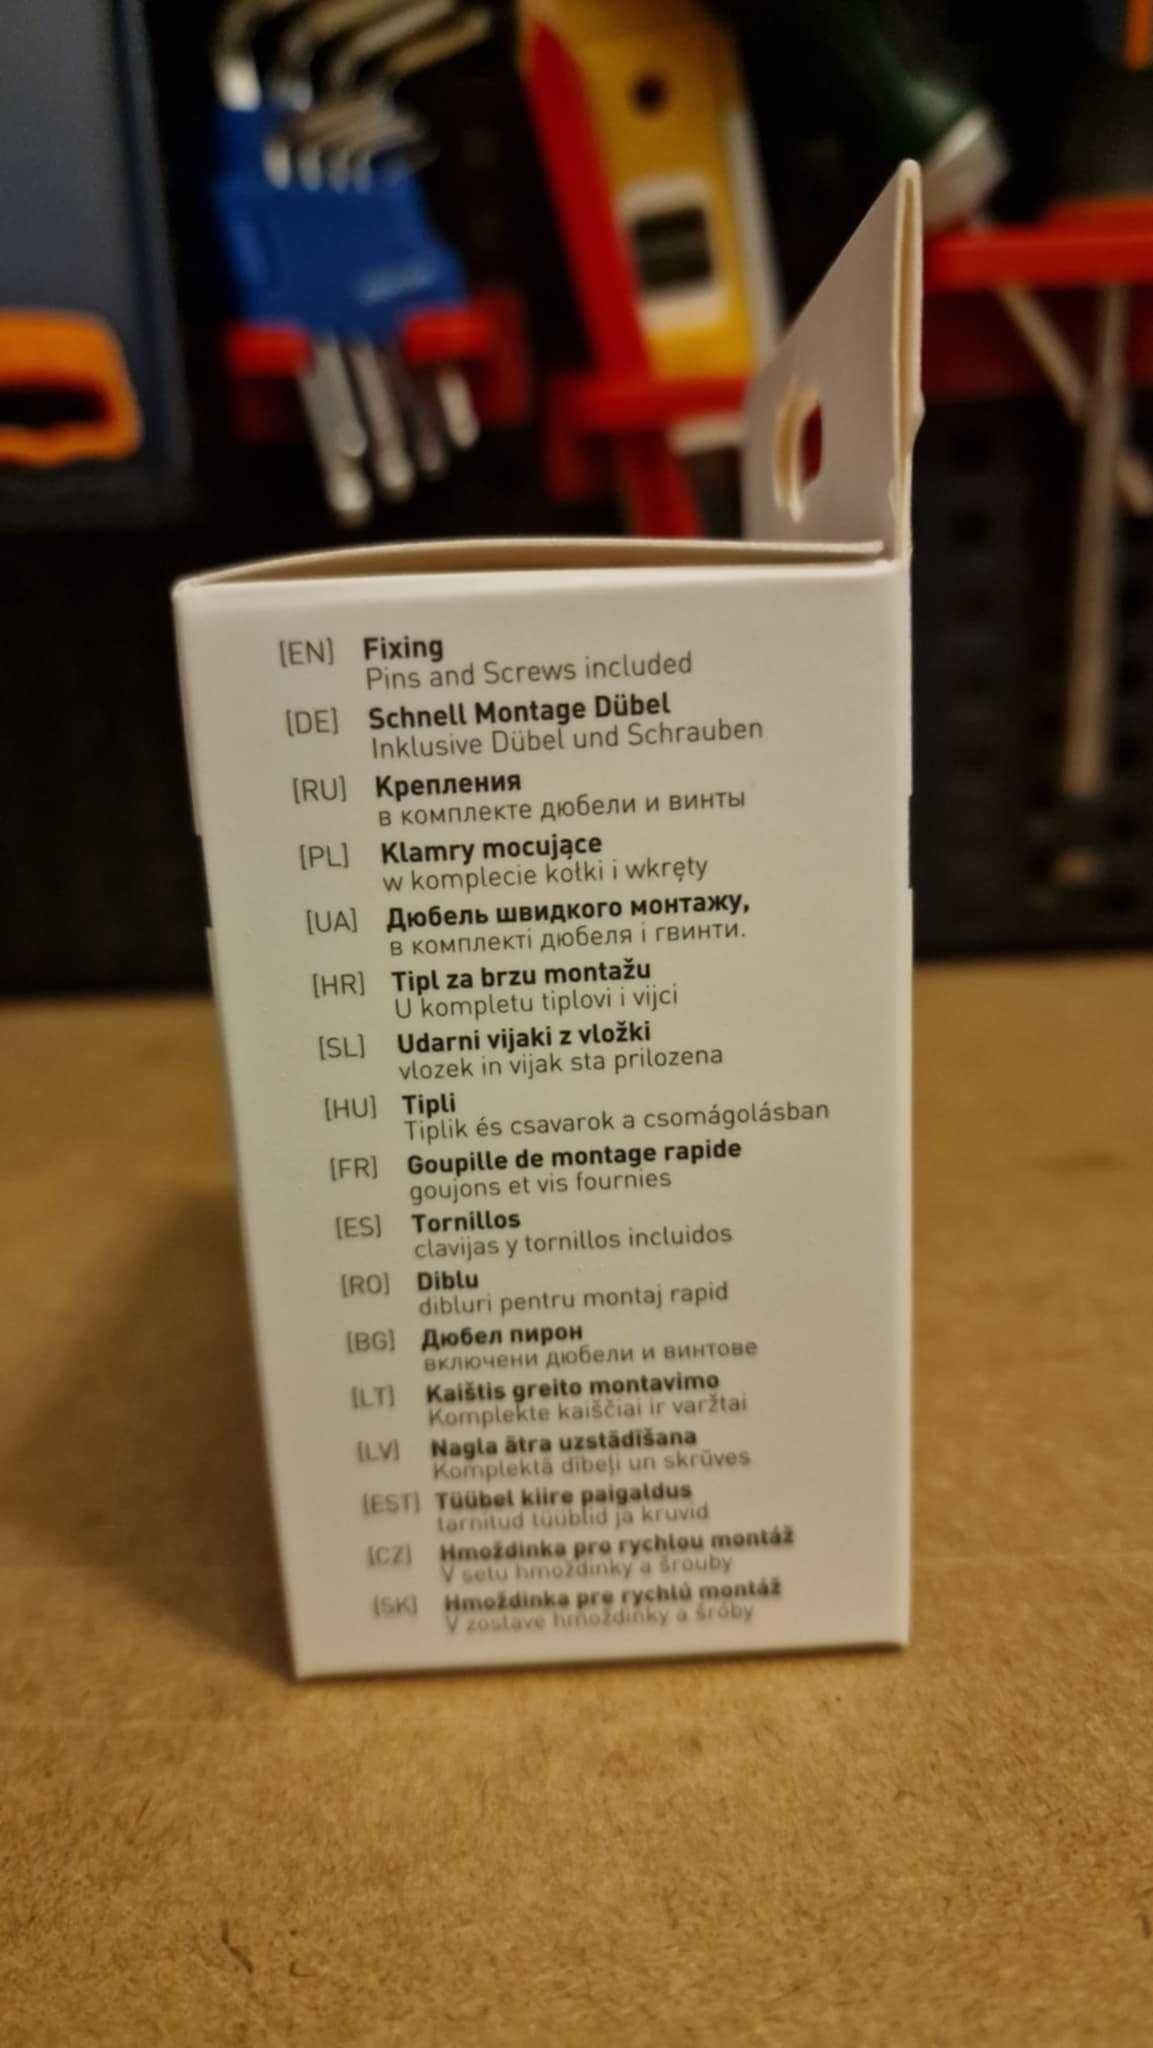 [EN] Fixing
Pins and Screws included
[DE] Schnell Montage Dübel
Inklusive Dübel und Schrauben
[RU] Крепления
в комплекте дюбели и винты
[PL] Klamry mocujące
w komplecie kołki i wkręty
[UA] Дюбель швидкого монтажу,
в комплекті дюбеля і гвинти.
[HR] Tipl za brzu montažu
U kompletu tiplovi i vijci
[SL] Udarni vijaki z vložki
vlozek in vijak sta prilozena
[HU] Tipli
Tiplik és csavarok a csomágolásban
[FR] Goupille de montage rapide
goujons et vis fournies
[ES] Tornillos
clavijas y tornillos incluidos
[RO] Diblu
dibluri pentru montaj rapid
[BG] Дюбел пирон
включени дюбели и винтове
[LT] Kaištis greito montavimo
Komplekte kaiščiai ir varžtai
[LV] Nagla ātra uzstādīšana
Komplektā dībeļi un skrūves
[EST] Tüübel kiire paigaldus
tarnitud tüüblid ja kruvid
[CZ] Hmoždinka pro rychlou montáž
V setu hmoždinky a šrouby
[SK] Hmoždinka pre rychlú montáž
V zostave hmoždinky a šróby